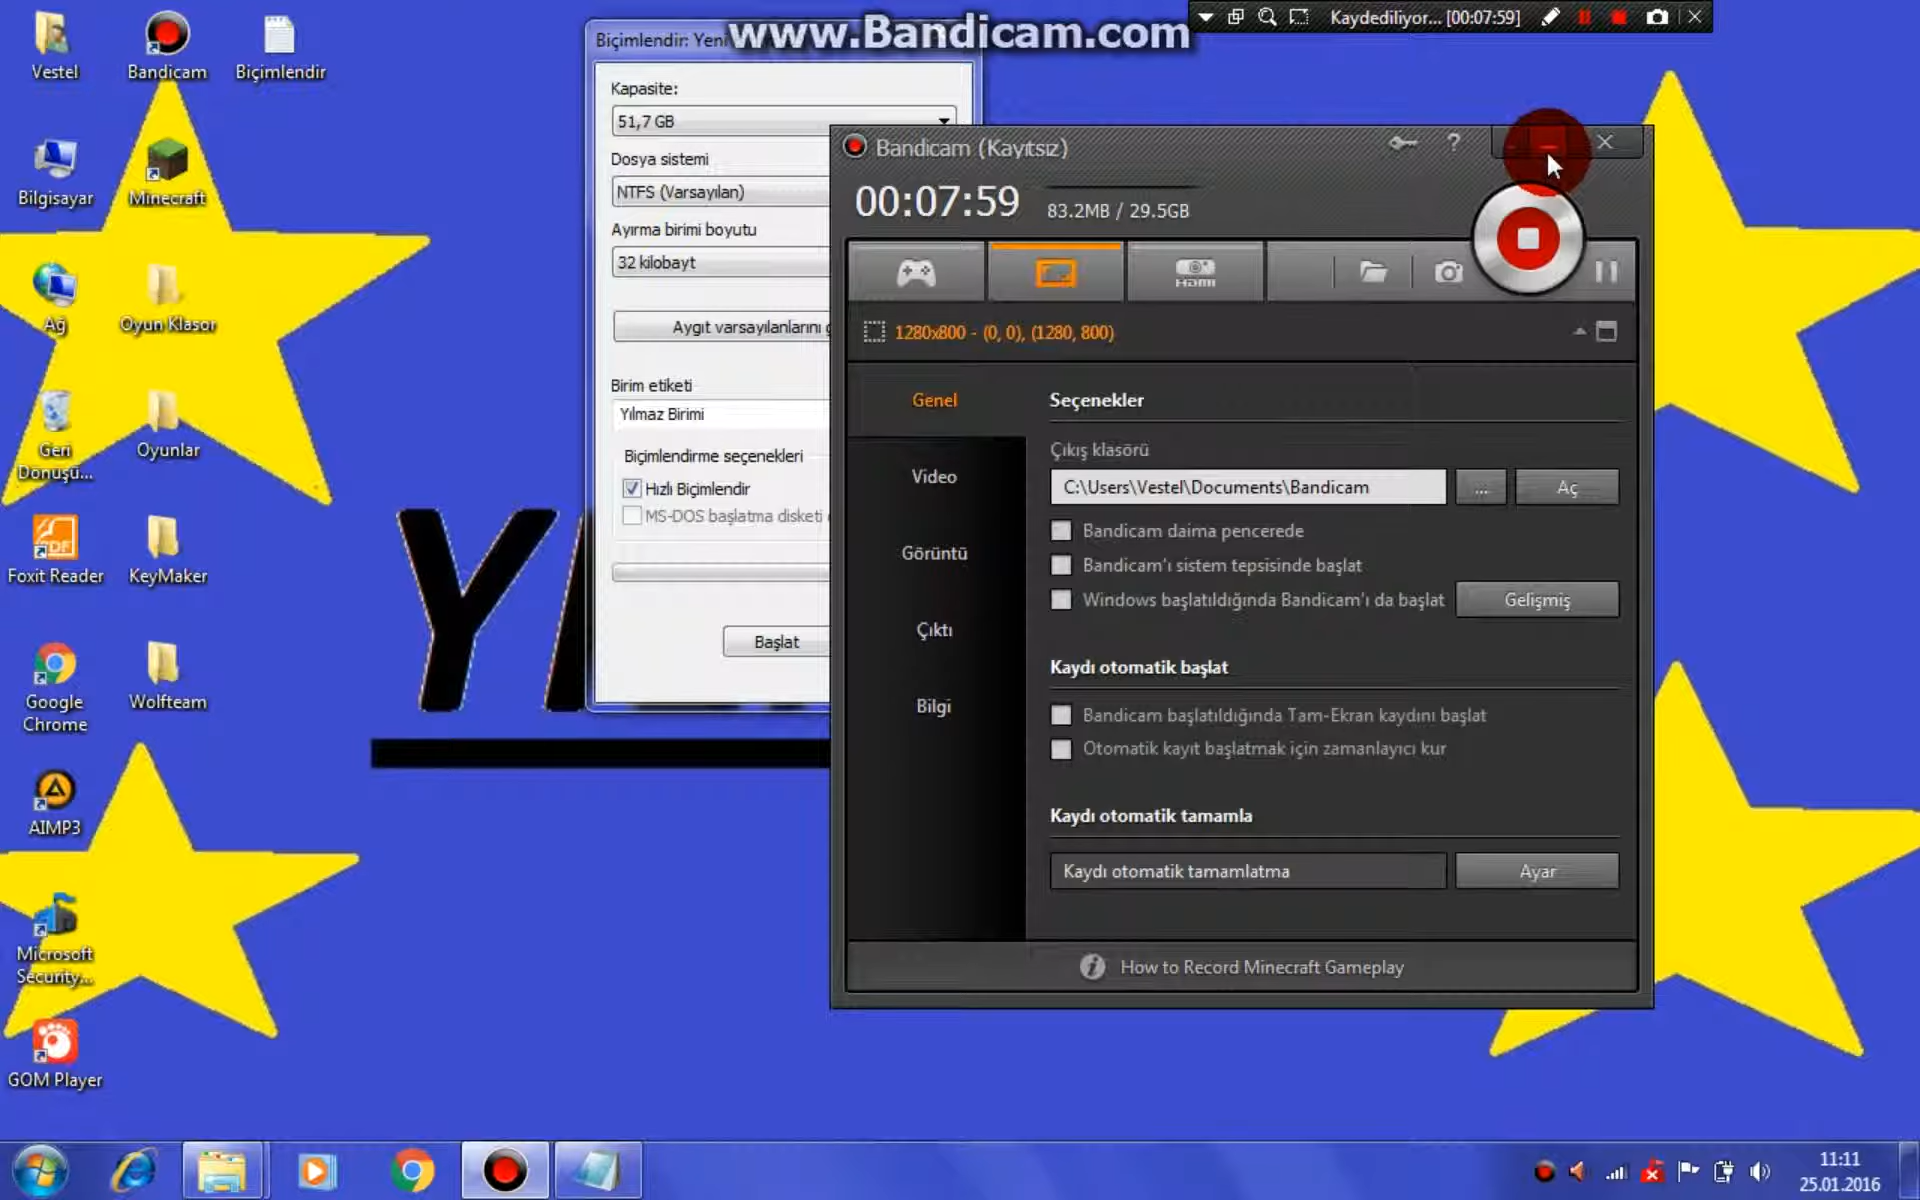 www.Bandicam.com
Kaydediliyor... [00:07:59]
Vestel
Bandicam
Biçimlendir
Bilgisayar
Minecraft
Ağ
Oyun Klasor
Geri
Dönüşü...
Oyunlar
Foxit Reader
KeyMaker
Google
Chrome
Wolfteam
AIMP3
Microsoft
Security...
GOM Player
Biçimlendir: Yeni
Kapasite:
51,7 GB
Dosya sistemi
NTFS (Varsayılan)
Ayırma birimi boyutu
32 kilobayt
Aygıt varsayılanlarını
Birim etiketi
Yılmaz Birimi
Biçimlendirme seçenekleri
Hızlı Biçimlendir
MS-DOS başlatma disketi
Başlat
Bandicam (Kayıtsız)
?
00:07:59
83.2MB / 29.5GB
HDMI
1280x800 - (0, 0), (1280, 800)
Genel
Video
Görüntü
Çıktı
Bilgi
Seçenekler
Çıkış klasörü
C:\Users\Vestel\Documents\Bandicam
...
Aç
Bandicam daima pencerede
Bandicam'ı sistem tepsisinde başlat
Windows başlatıldığında Bandicam'ı da başlat
Gelişmiş
Kaydı otomatik başlat
Bandicam başlatıldığında Tam-Ekran kaydını başlat
Otomatik kayıt başlatmak için zamanlayıcı kur
Kaydı otomatik tamamla
Kaydı otomatik tamamlatma
Ayar
How to Record Minecraft Gameplay
11:11
25.01.2016